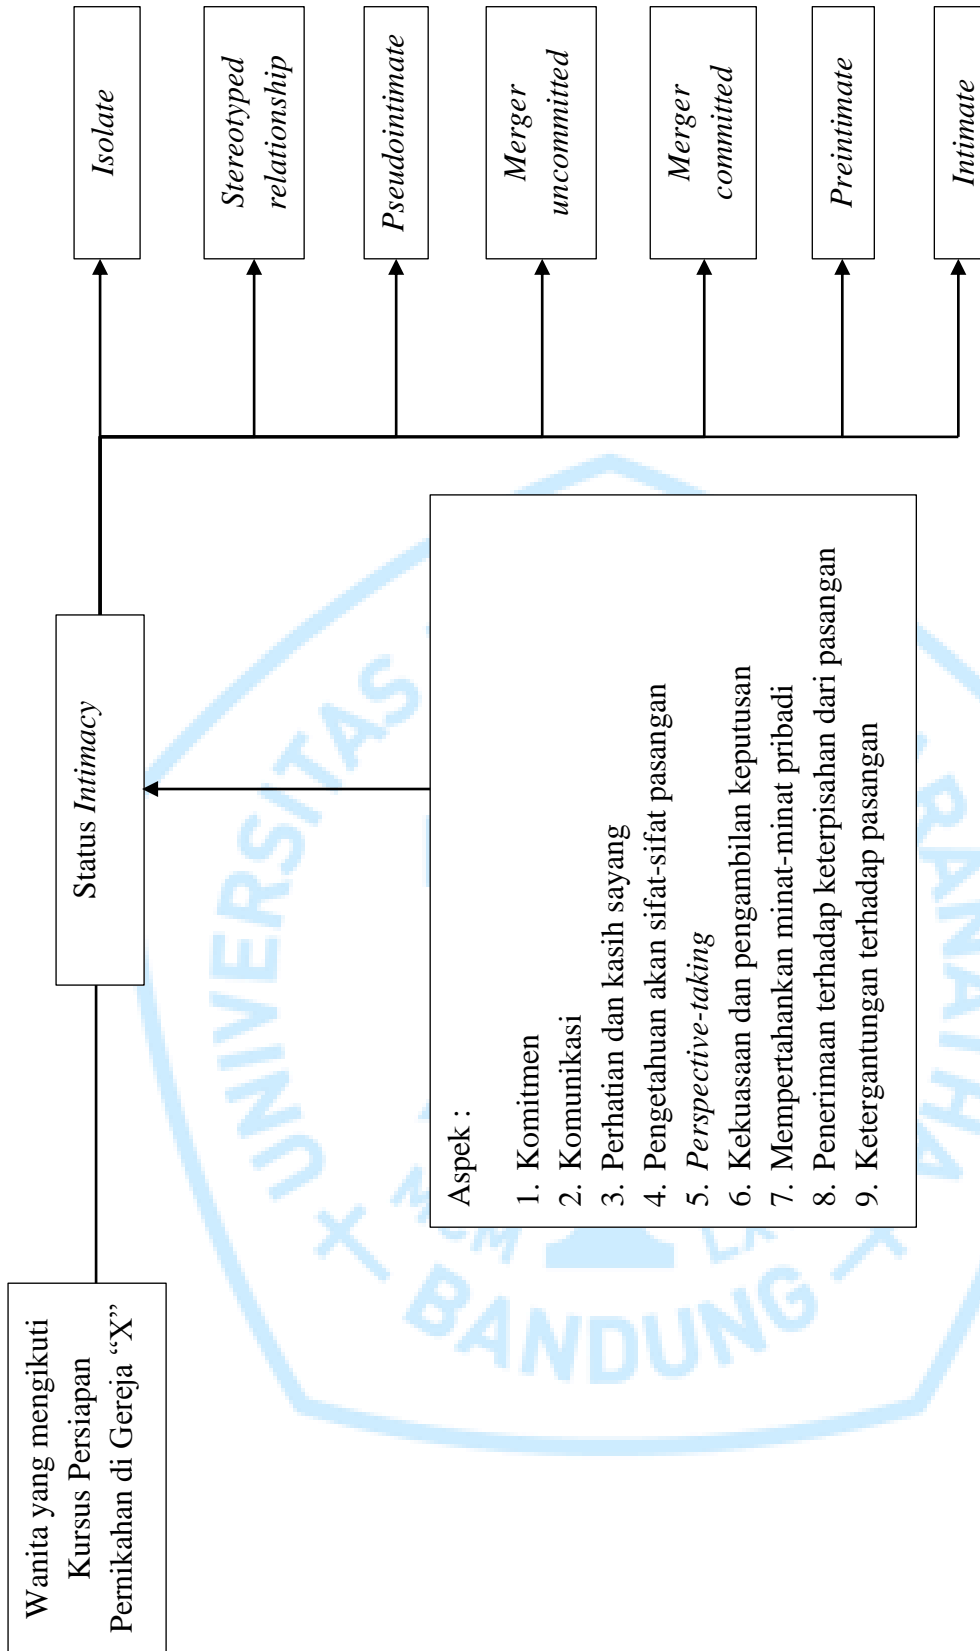 Wanita yang mengikuti
Kursus Persiapan
Pernikahan di Gereja “X”
Status Intimacy
Aspek :
1. Komitmen
2. Komunikasi
3. Perhatian dan kasih sayang
4. Pengetahuan akan sifat-sifat pasangan
5. Perspective-taking
6. Kekuasaan dan pengambilan keputusan
7. Mempertahankan minat-minat pribadi
8. Penerimaan terhadap keterpisahan dari pasangan
9. Ketergantungan terhadap pasangan
Isolate
Stereotyped
relationship
Pseudointimate
Merger
uncommitted
Merger
committed
Preintimate
Intimate
UNIVERSITAS
BANDUNG
MCM
LX